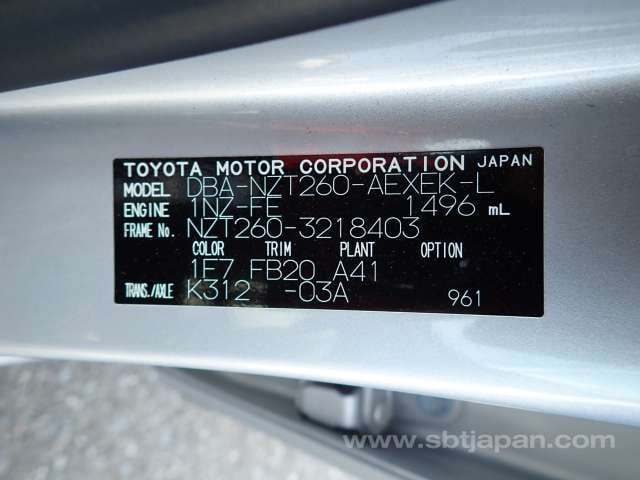 TOYOTA MOTOR CORPORATION JAPAN
MODEL DBA-NZT260-AEXEK-L
ENGINE 1NZ-FE 1496 mL
FRAME No. NZT260-3218403
COLOR TRIM PLANT OPTION
1F7 FB20 A41
TRANS./AXLE K312 -03A 961
www.sbtjapan.com/